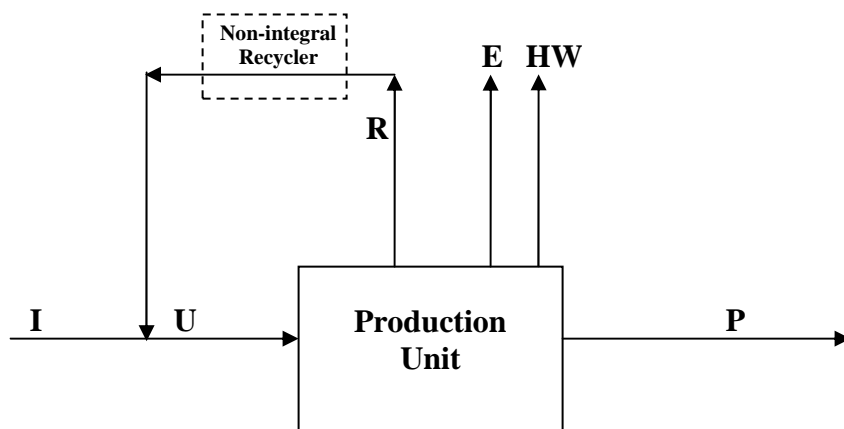 Non-integral
Recycler
E HW
R
I U
Production
Unit
P